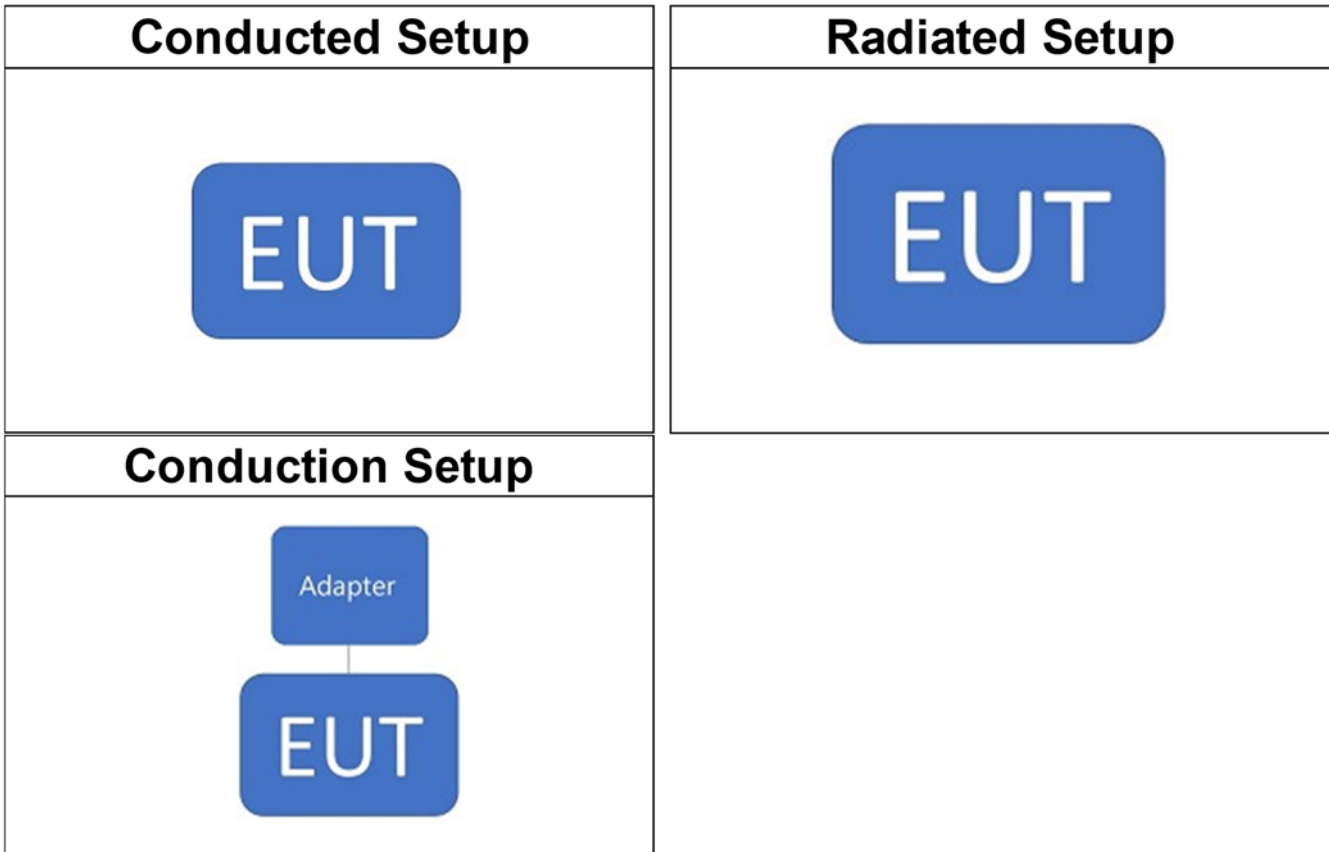 Conducted Setup
EUT
Radiated Setup
EUT
Conduction Setup
Adapter
EUT